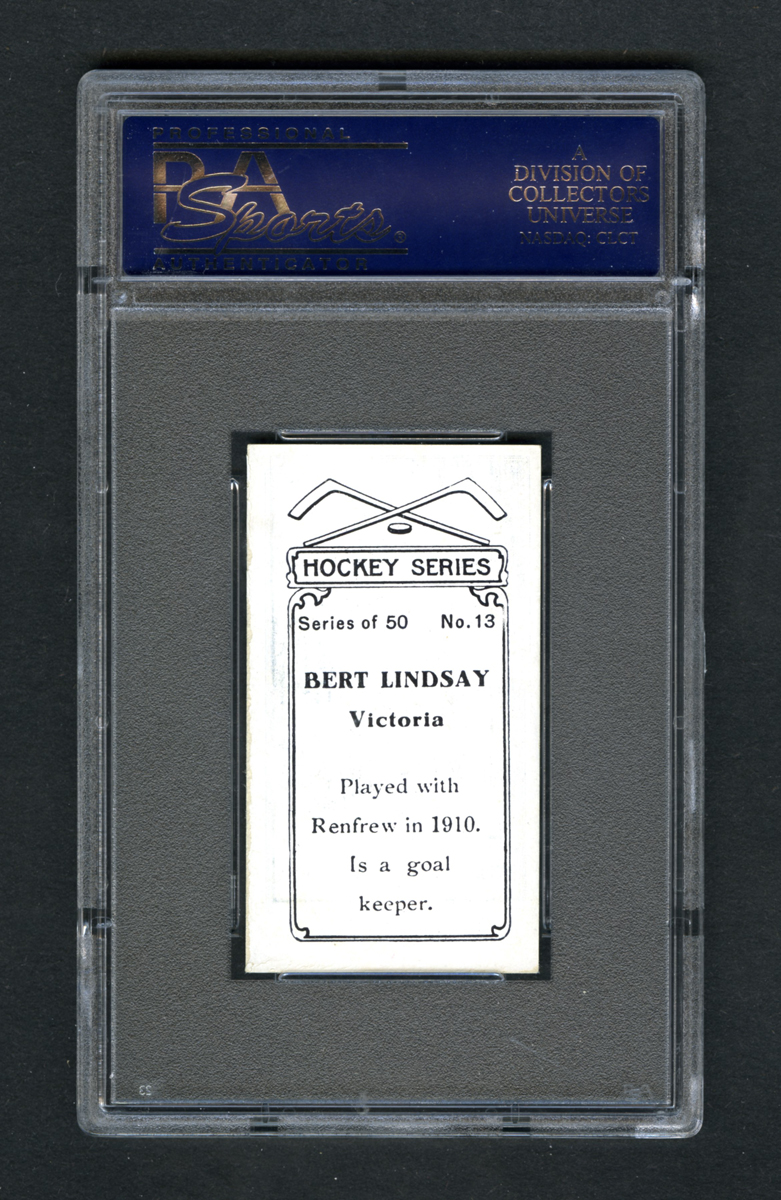 PROFESSIONAL
PSA
Sports®
AUTHENTICATOR
A
DIVISION OF
COLLECTORS
UNIVERSE
NASDAQ: CLCT
HOCKEY SERIES
Series of 50 No. 13
BERT LINDSAY
Victoria
Played with
Renfrew in 1910.
Is a goal
keeper.
23